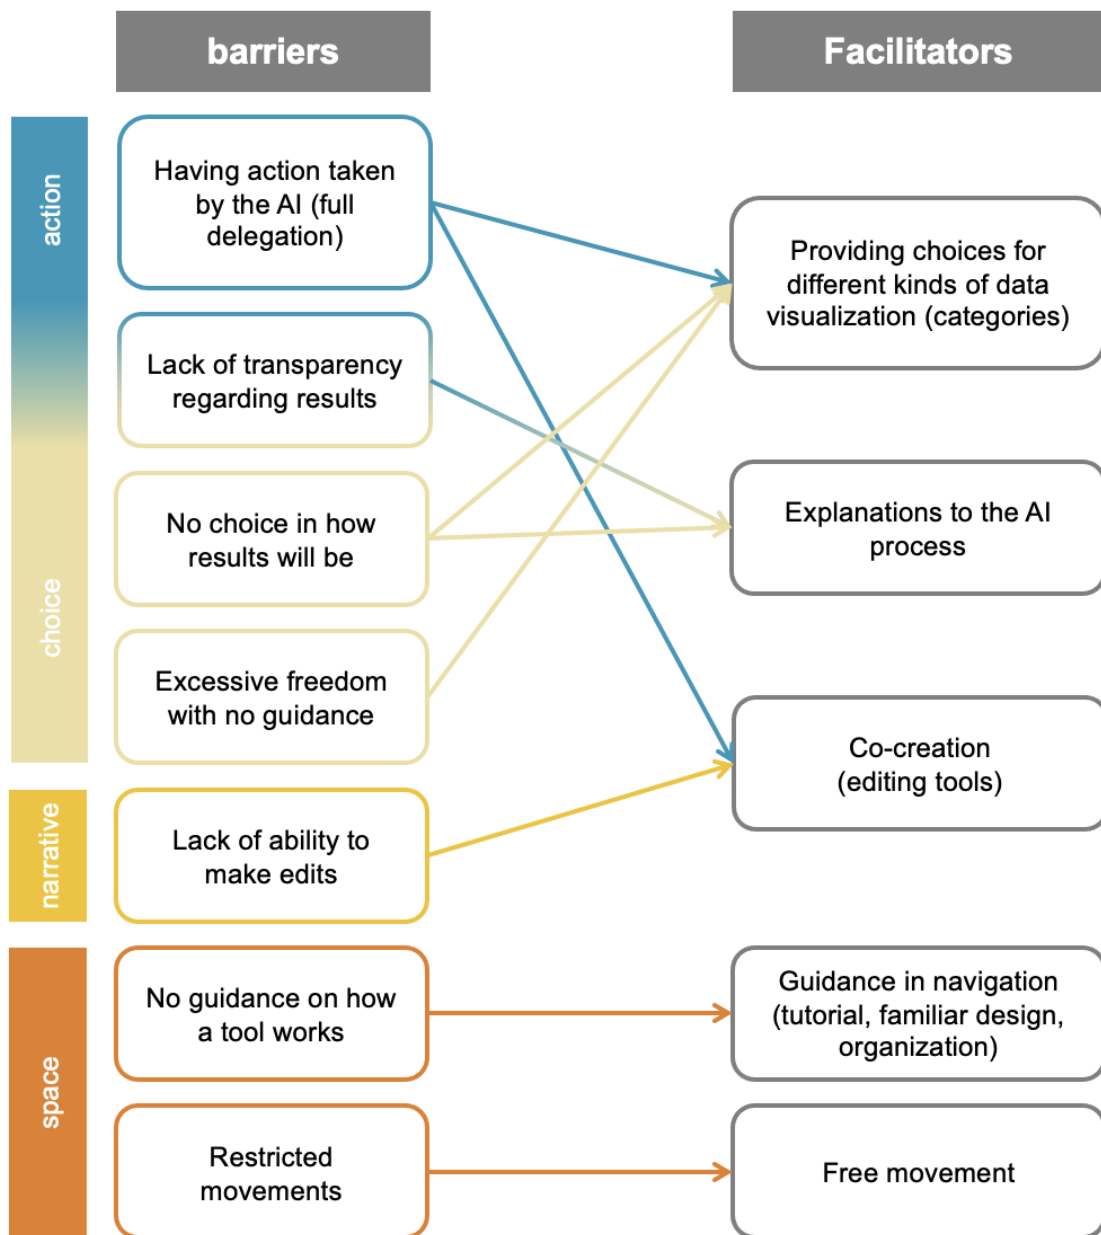 barriers
Facilitators
action
Having action taken
by the AI (full
delegation)
Providing choices for
different kinds of data
visualization (categories)
Lack of transparency
regarding results
choice
No choice in how
results will be
Explanations to the AI
process
Excessive freedom
with no guidance
Co-creation
(editing tools)
narrative
Lack of ability to
make edits
space
No guidance on how
a tool works
Guidance in navigation
(tutorial, familiar design,
organization)
Restricted
movements
Free movement